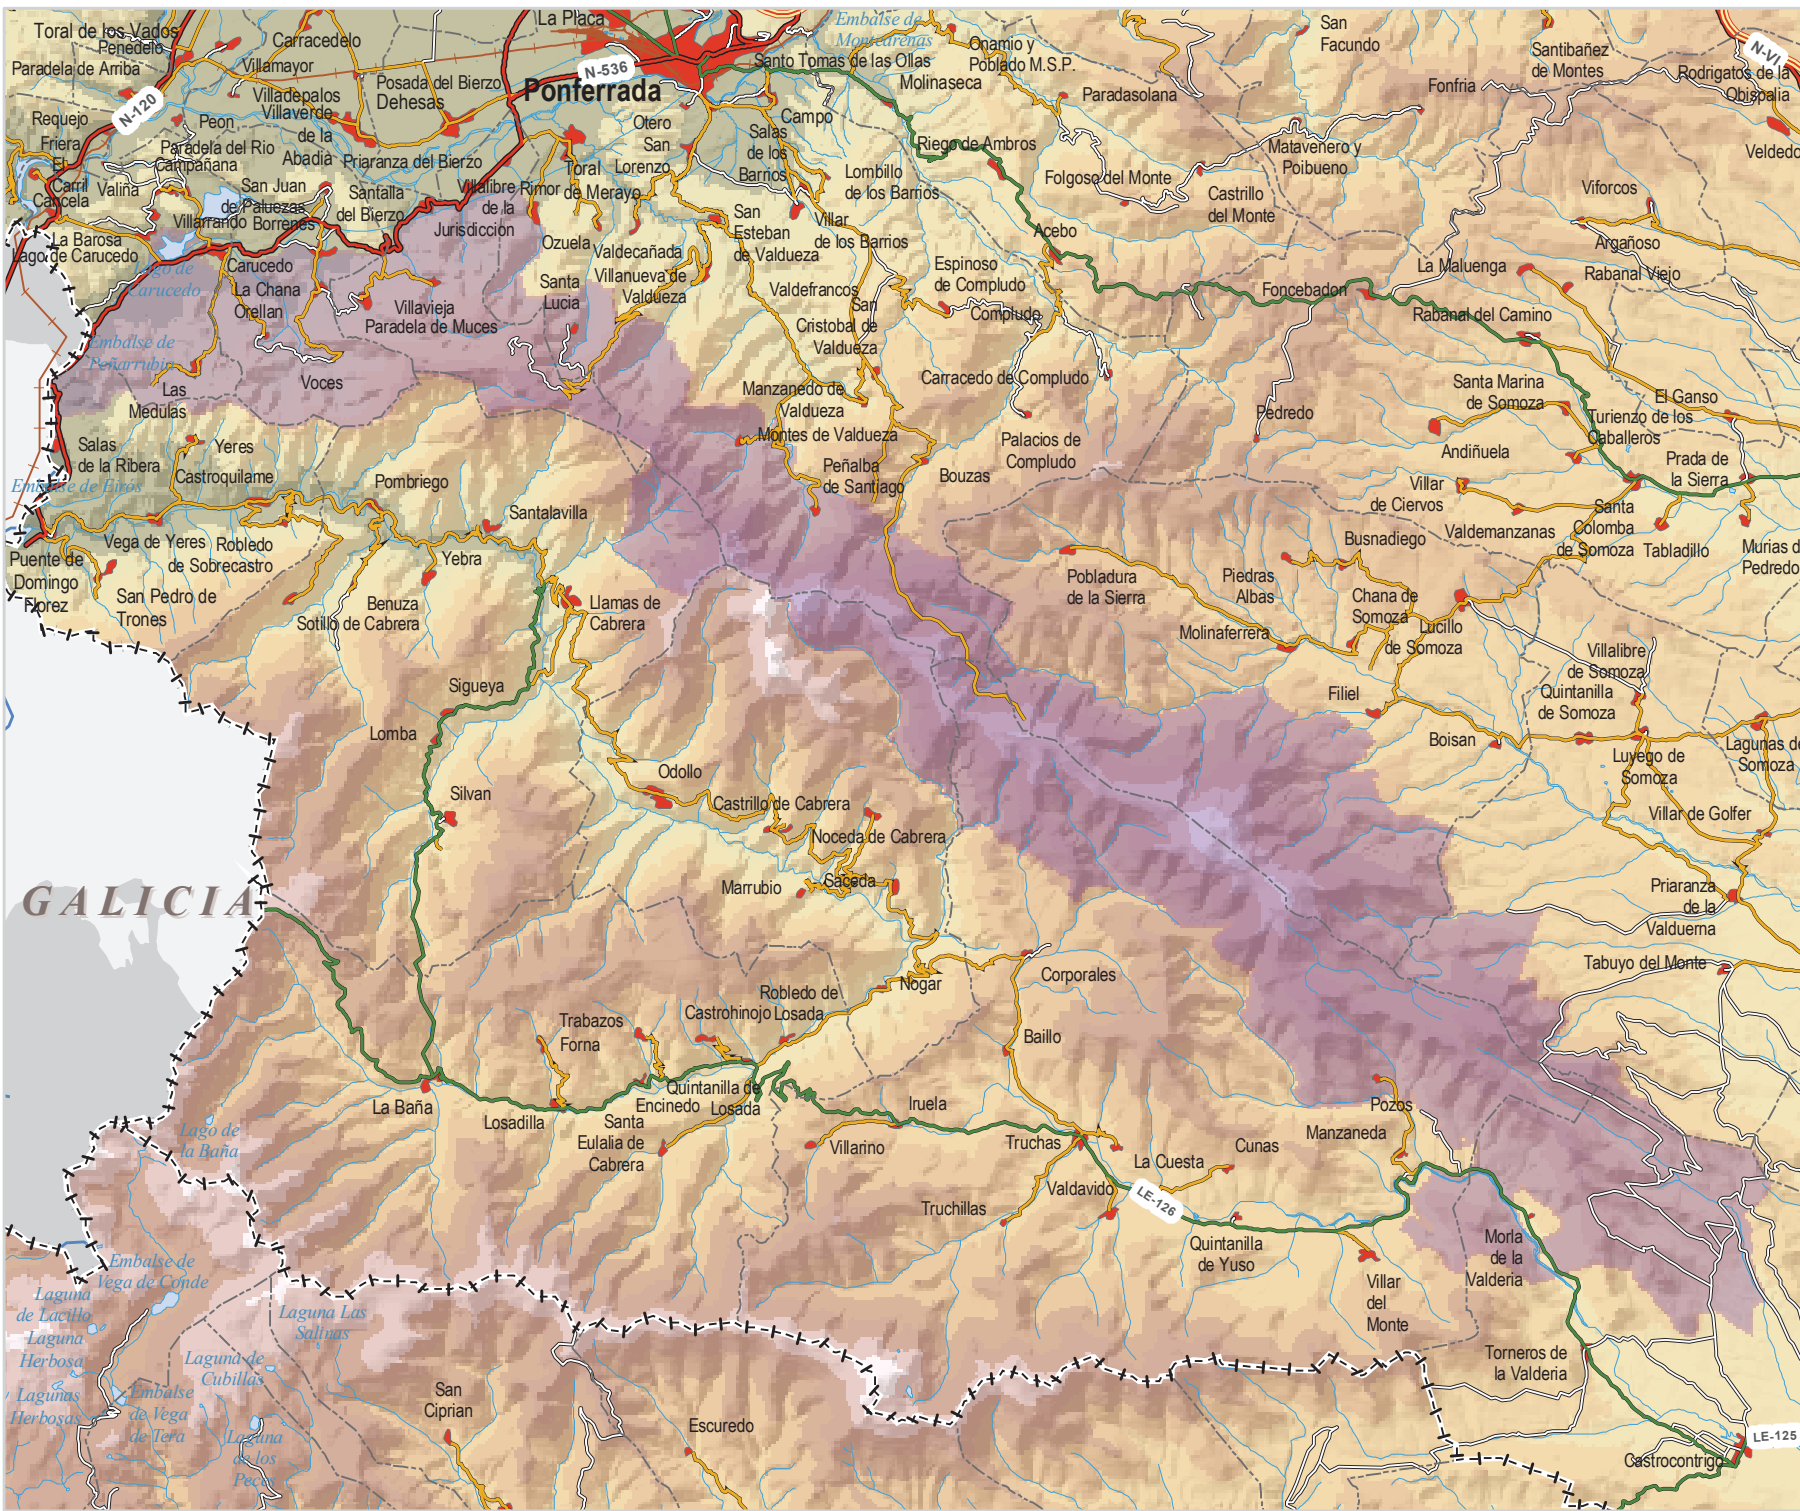 La Placa
Embalse de
Montearenas
San
Facundo
Toral de los Vados
Penedelo
Carracedelo
Onamio y
Poblado M.S.P.
Santibañez
de Montes
N-VI
Paradela de Arriba
Villamayor
N-536
Santo Tomas de las Ollas
Molinaseca
Rodrigatos de la
Obispalia
Posada del Bierzo
Dehesas
Ponferrada
Paradasolana
Fonfria
N-120
Villadepalos
Villaverde
de la
Abadia
Requejo
Peon
Otero
Campo
Friera
Paradela del Rio
Campañana
Priaranza del Bierzo
San
Lorenzo
Salas
de los
Barrios
Riego de Ambros
Matavenero y
Poibueno
Veldedo
El
Carril
Cancela
Valiña
San Juan
de Paluezas
Santalla
del Bierzo
Villalibre
de la
Jurisdiccion
Rimor
Toral
de Merayo
Lombillo
de los Barrios
Folgoso del Monte
Castrillo
del Monte
Viforcos
Villarrando
Borrenes
San
Esteban
de Valdueza
Villar
de los Barrios
Acebo
La Barosa
Lago de Carucedo
Ozuela
Valdecañada
Argañoso
Lago de
Carucedo
Carucedo
La Chana
Orellan
Santa
Lucia
Villanueva de
Valdueza
Espinoso
de Compludo
La Maluenga
Rabanal Viejo
Villavieja
Paradela de Muces
Valdefrancos
Compludo
Foncebadon
Rabanal del Camino
San
Cristobal de
Valdueza
Embalse de
Peñarrubia
Las
Medulas
Voces
Manzanedo de
Valdueza
Carracedo de Compludo
Santa Marina
de Somoza
El Ganso
Turienzo de los
Caballeros
Pedredo
Salas
de la Ribera
Yeres
Montes de Valdueza
Palacios de
Compludo
Andiñuela
Prada de
la Sierra
Castroquilame
Embalse de Eirós
Pombriego
Peñalba
de Santiago
Bouzas
Villar
de Ciervos
Santa
Colomba
de Somoza
Santalavilla
Valdemanzanas
Vega de Yeres
Robledo
de Sobrecastro
Yebra
Busnadiego
Tabladillo
Murias d
Pedredo
Puente de
Domingo
Florez
San Pedro de
Trones
Benuza
Sotillo de Cabrera
Llamas de
Cabrera
Pobladura
de la Sierra
Piedras
Albas
Chana de
Somoza
Molinaferrera
Lucillo
de Somoza
Villalibre
de Somoza
Sigueya
Filiel
Quintanilla
de Somoza
Lomba
Boisan
Luyego de
Somoza
Lagunas de
Somoza
Odollo
Silvan
Castrillo de Cabrera
Villar de Golfer
Noceda de Cabrera
GALICIA
Marrubio
Saceda
Priaranza
de la
Valduerna
Corporales
Tabuyo del Monte
Nogar
Robledo de
Losada
Castrohinojo
Trabazos
Forna
Baillo
La Baña
Losadilla
Quintanilla de
Losada
Encinedo
Santa
Eulalia de
Cabrera
Iruela
Pozos
Lago de
la Baña
Villarino
Truchas
Manzaneda
Cunas
La Cuesta
Valdavido
LE-126
Truchillas
Quintanilla
de Yuso
Morla
de la
Valderia
Embalse de
Vega de Conde
Laguna
de Lacillo
Laguna Las
Salinas
Villar
del
Monte
Laguna
Herbosa
Laguna de
Cubillas
Torneros de
la Valderia
Lagunas
Herbosas
Embalse
de Vega
de Tera
San
Ciprian
Escuredo
Laguna
de los
Peces
LE-125
Castrocontrigo